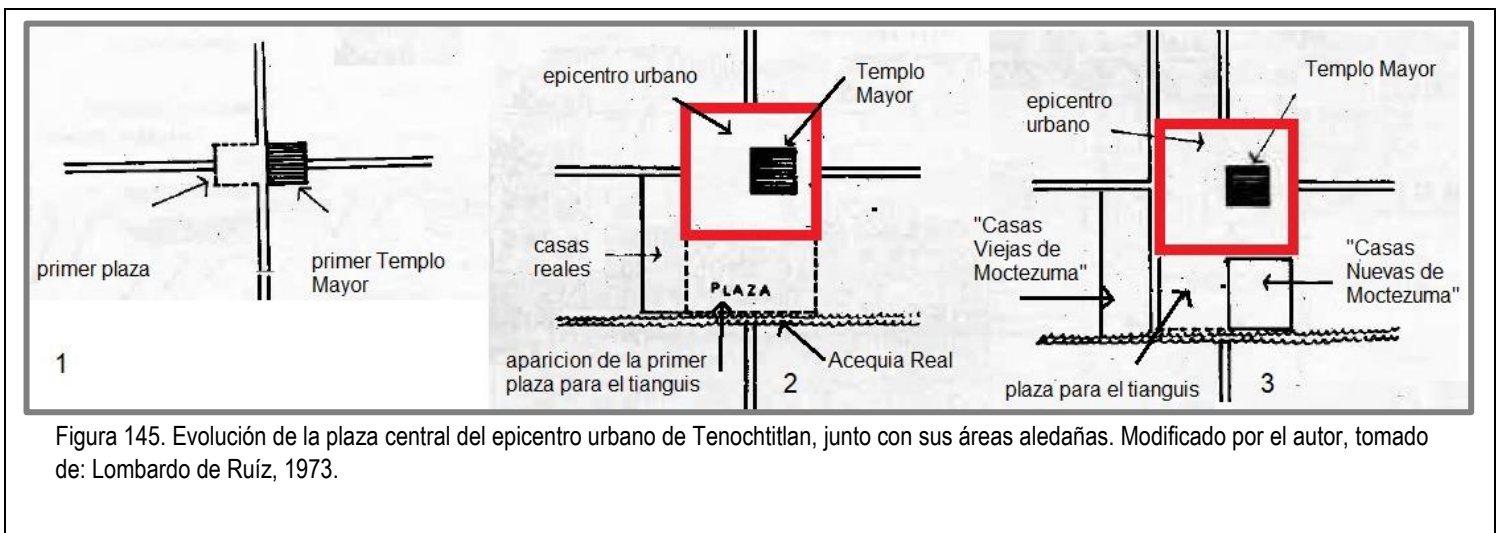 primer plaza
primer Templo
Mayor
1
epicentro urbano
Templo
Mayor
casas
reales
PLAZA
aparicion de la primer
plaza para el tianguis
Acequia Real
2
Templo Mayor
epicentro
urbano
"Casas
Viejas de
Moctezuma"
"Casas
Nuevas de
Moctezuma"
plaza para el tianguis
3
Figura 145. Evolución de la plaza central del epicentro urbano de Tenochtitlan, junto con sus áreas aledañas. Modificado por el autor, tomado
de: Lombardo de Ruíz, 1973.